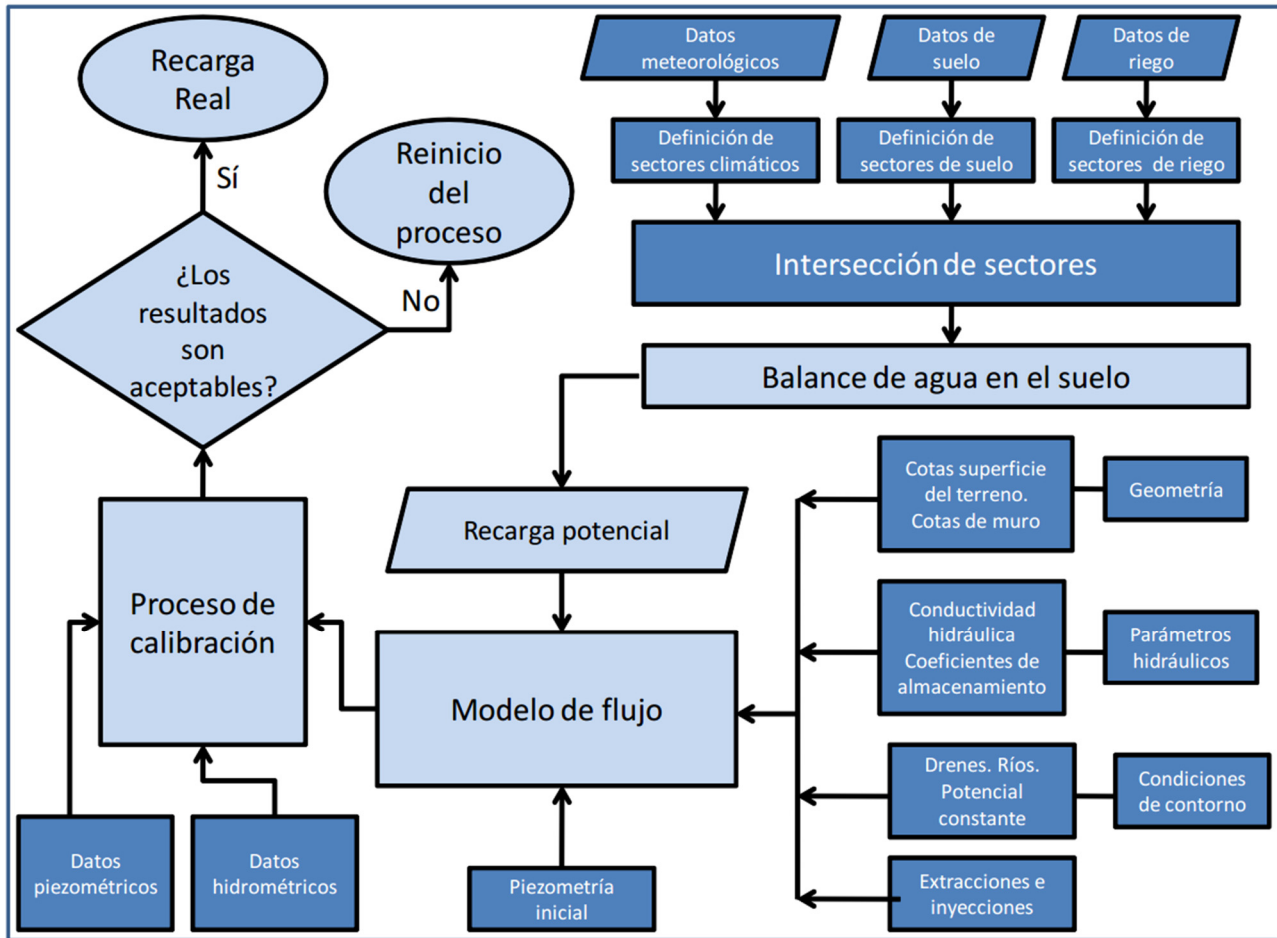 Recarga
Real
Sí
Reinicio
del
proceso
No
¿Los
resultados
son
aceptables?
Datos
meteorológicos
Datos de
suelo
Datos de
riego
Definición de
sectores climáticos
Definición de
sectores de suelo
Definición de
sectores de riego
Intersección de sectores
Balance de agua en el suelo
Recarga potencial
Cotas superficie
del terreno.
Cotas de muro
Geometría
Proceso de
calibración
Modelo de flujo
Conductividad
hidráulica
Coeficientes de
almacenamiento
Parámetros
hidráulicos
Drenes. Ríos.
Potencial
constante
Condiciones
de contorno
Datos
piezométricos
Datos
hidrométricos
Piezometría
inicial
Extracciones e
inyecciones